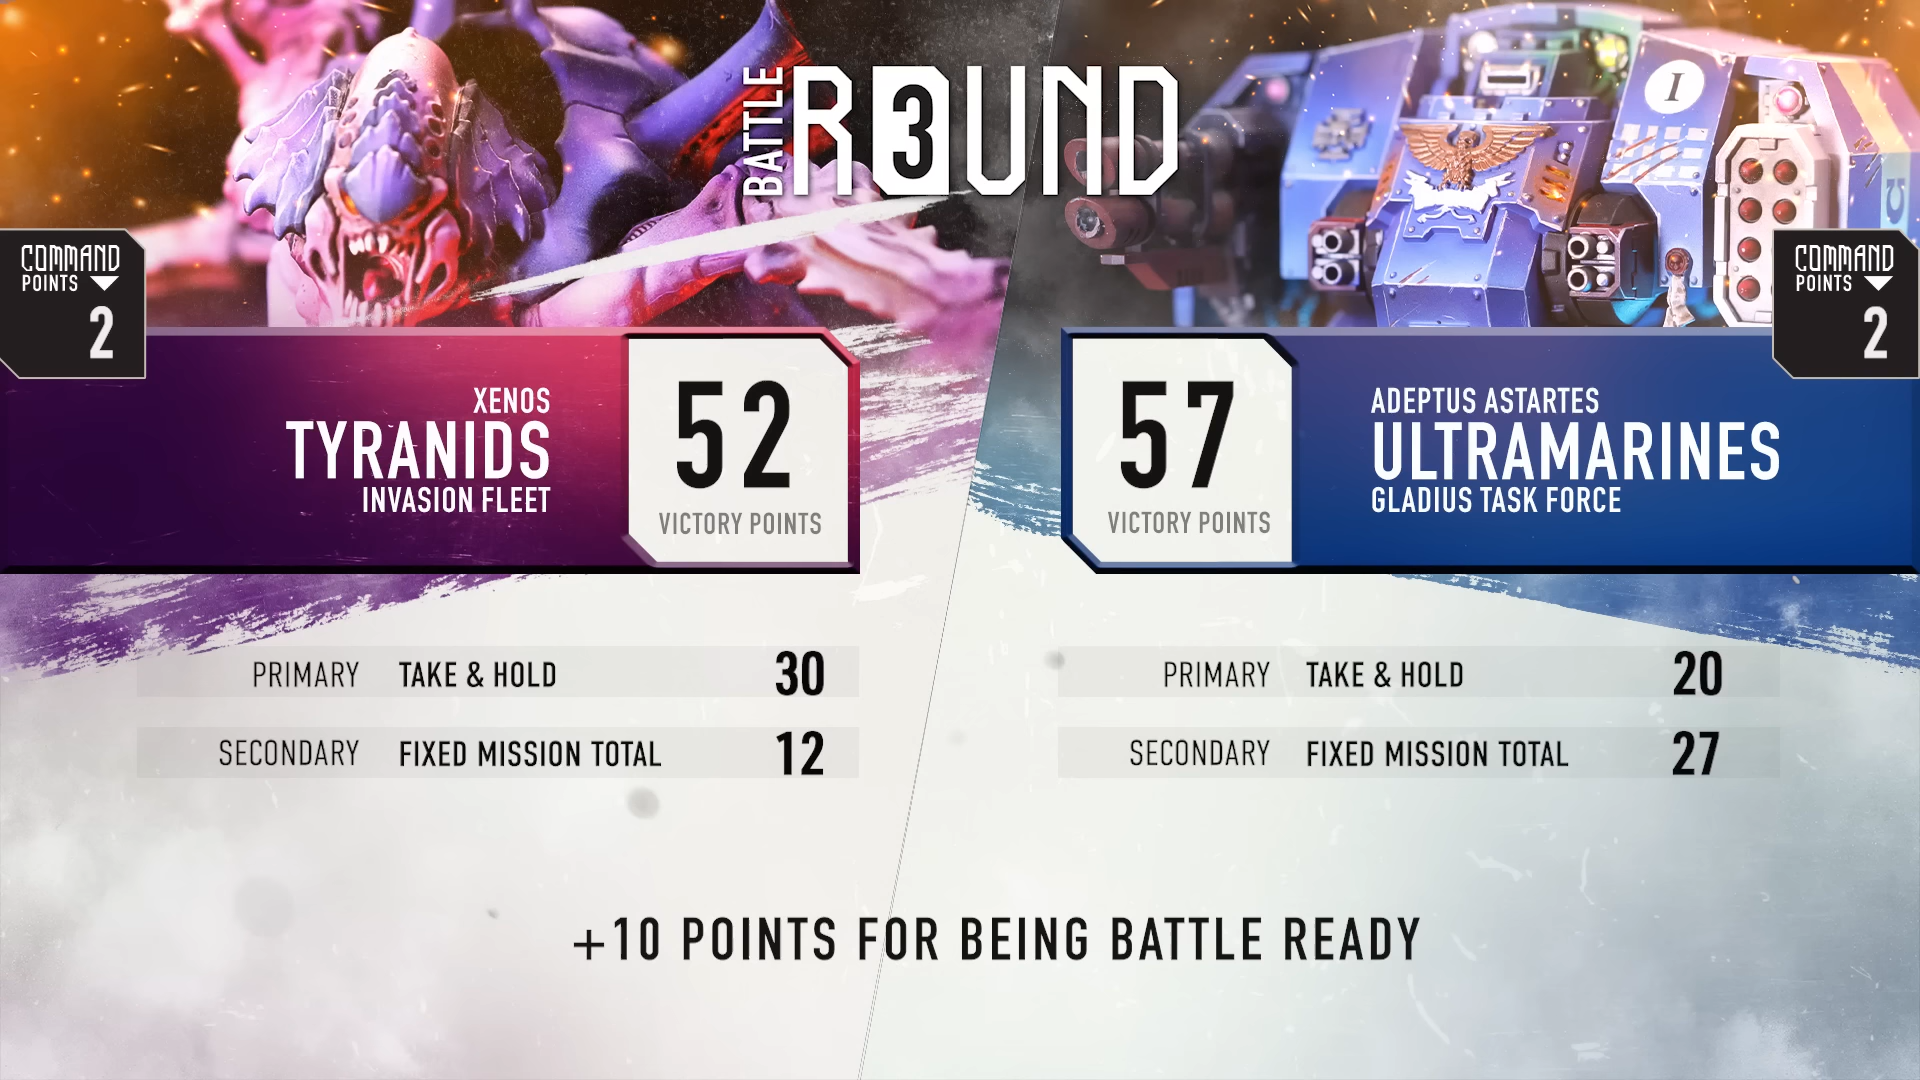 BATTLE
R3UND
COMMAND
POINTS
2
XENOS
TYRANIDS
INVASION FLEET
52
VICTORY POINTS
PRIMARY TAKE & HOLD 30
SECONDARY FIXED MISSION TOTAL 12
I
COMMAND
POINTS
2
57
VICTORY POINTS
ADEPTUS ASTARTES
ULTRAMARINES
GLADIUS TASK FORCE
PRIMARY TAKE & HOLD 20
SECONDARY FIXED MISSION TOTAL 27
+10 POINTS FOR BEING BATTLE READY